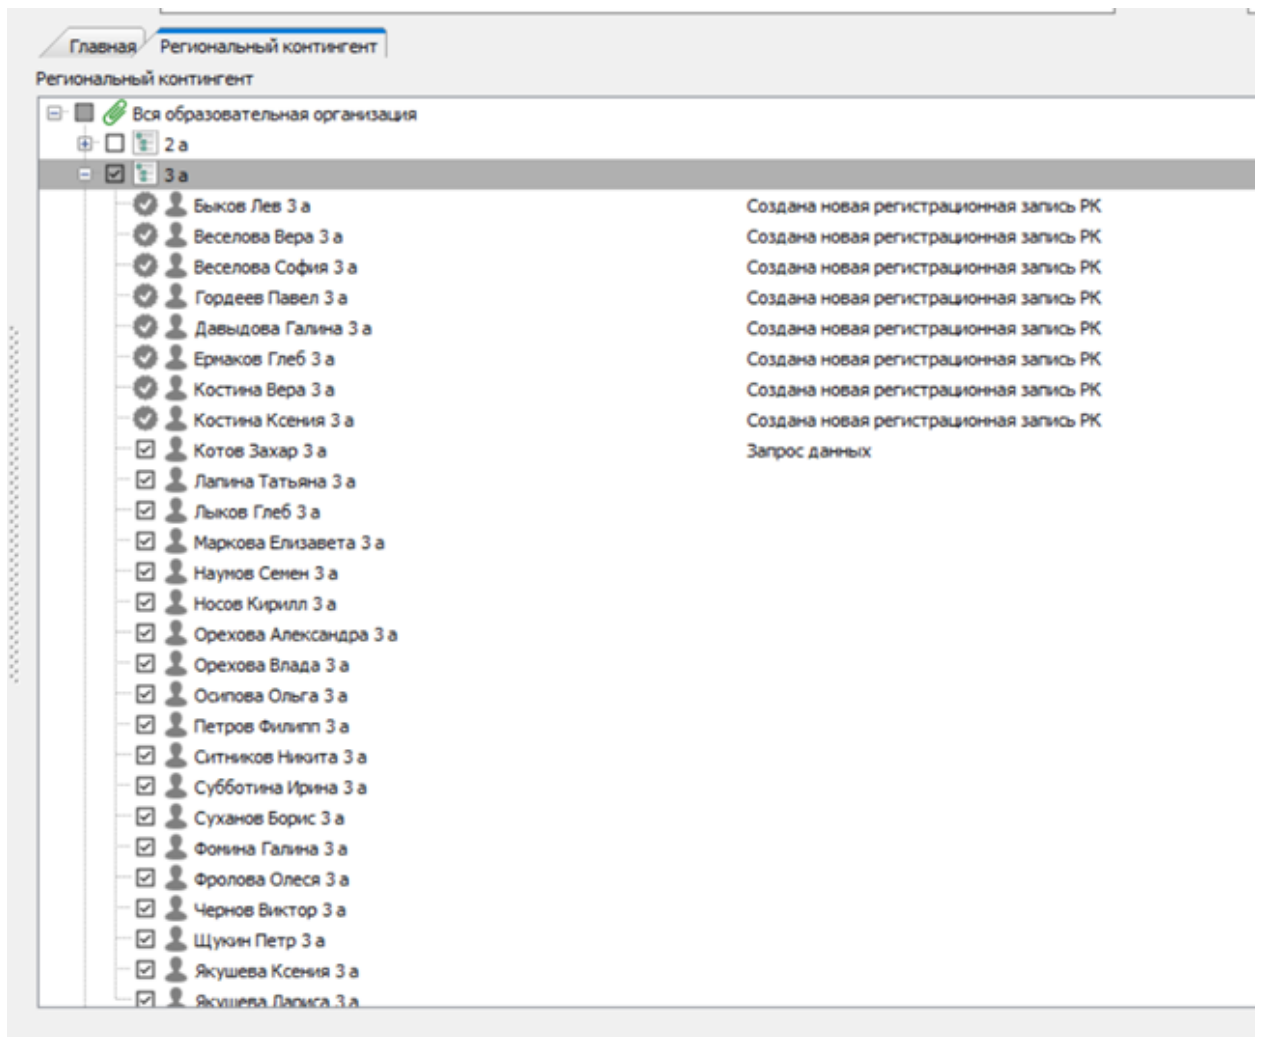 Главная Региональный контингент
Региональный контингент
Вся образовательная организация
2 а
3 а
Быков Лев 3 а Создана новая регистрационная запись РК
Веселова Вера 3 а Создана новая регистрационная запись РК
Веселова София 3 а Создана новая регистрационная запись РК
Гордеев Павел 3 а Создана новая регистрационная запись РК
Давыдова Галина 3 а Создана новая регистрационная запись РК
Ермаков Глеб 3 а Создана новая регистрационная запись РК
Костина Вера 3 а Создана новая регистрационная запись РК
Костина Ксения 3 а Создана новая регистрационная запись РК
Котов Захар 3 а Запрос данных
Лапина Татьяна 3 а
Лыков Глеб 3 а
Маркова Елизавета 3 а
Наумов Семен 3 а
Носов Кирилл 3 а
Орехова Александра 3 а
Орехова Влада 3 а
Осипова Ольга 3 а
Петров Филипп 3 а
Ситников Никита 3 а
Субботина Ирина 3 а
Суханов Борис 3 а
Фомина Галина 3 а
Фролова Олеся 3 а
Чернов Виктор 3 а
Щукин Петр 3 а
Якушева Ксения 3 а
Якушева Лариса 3 а